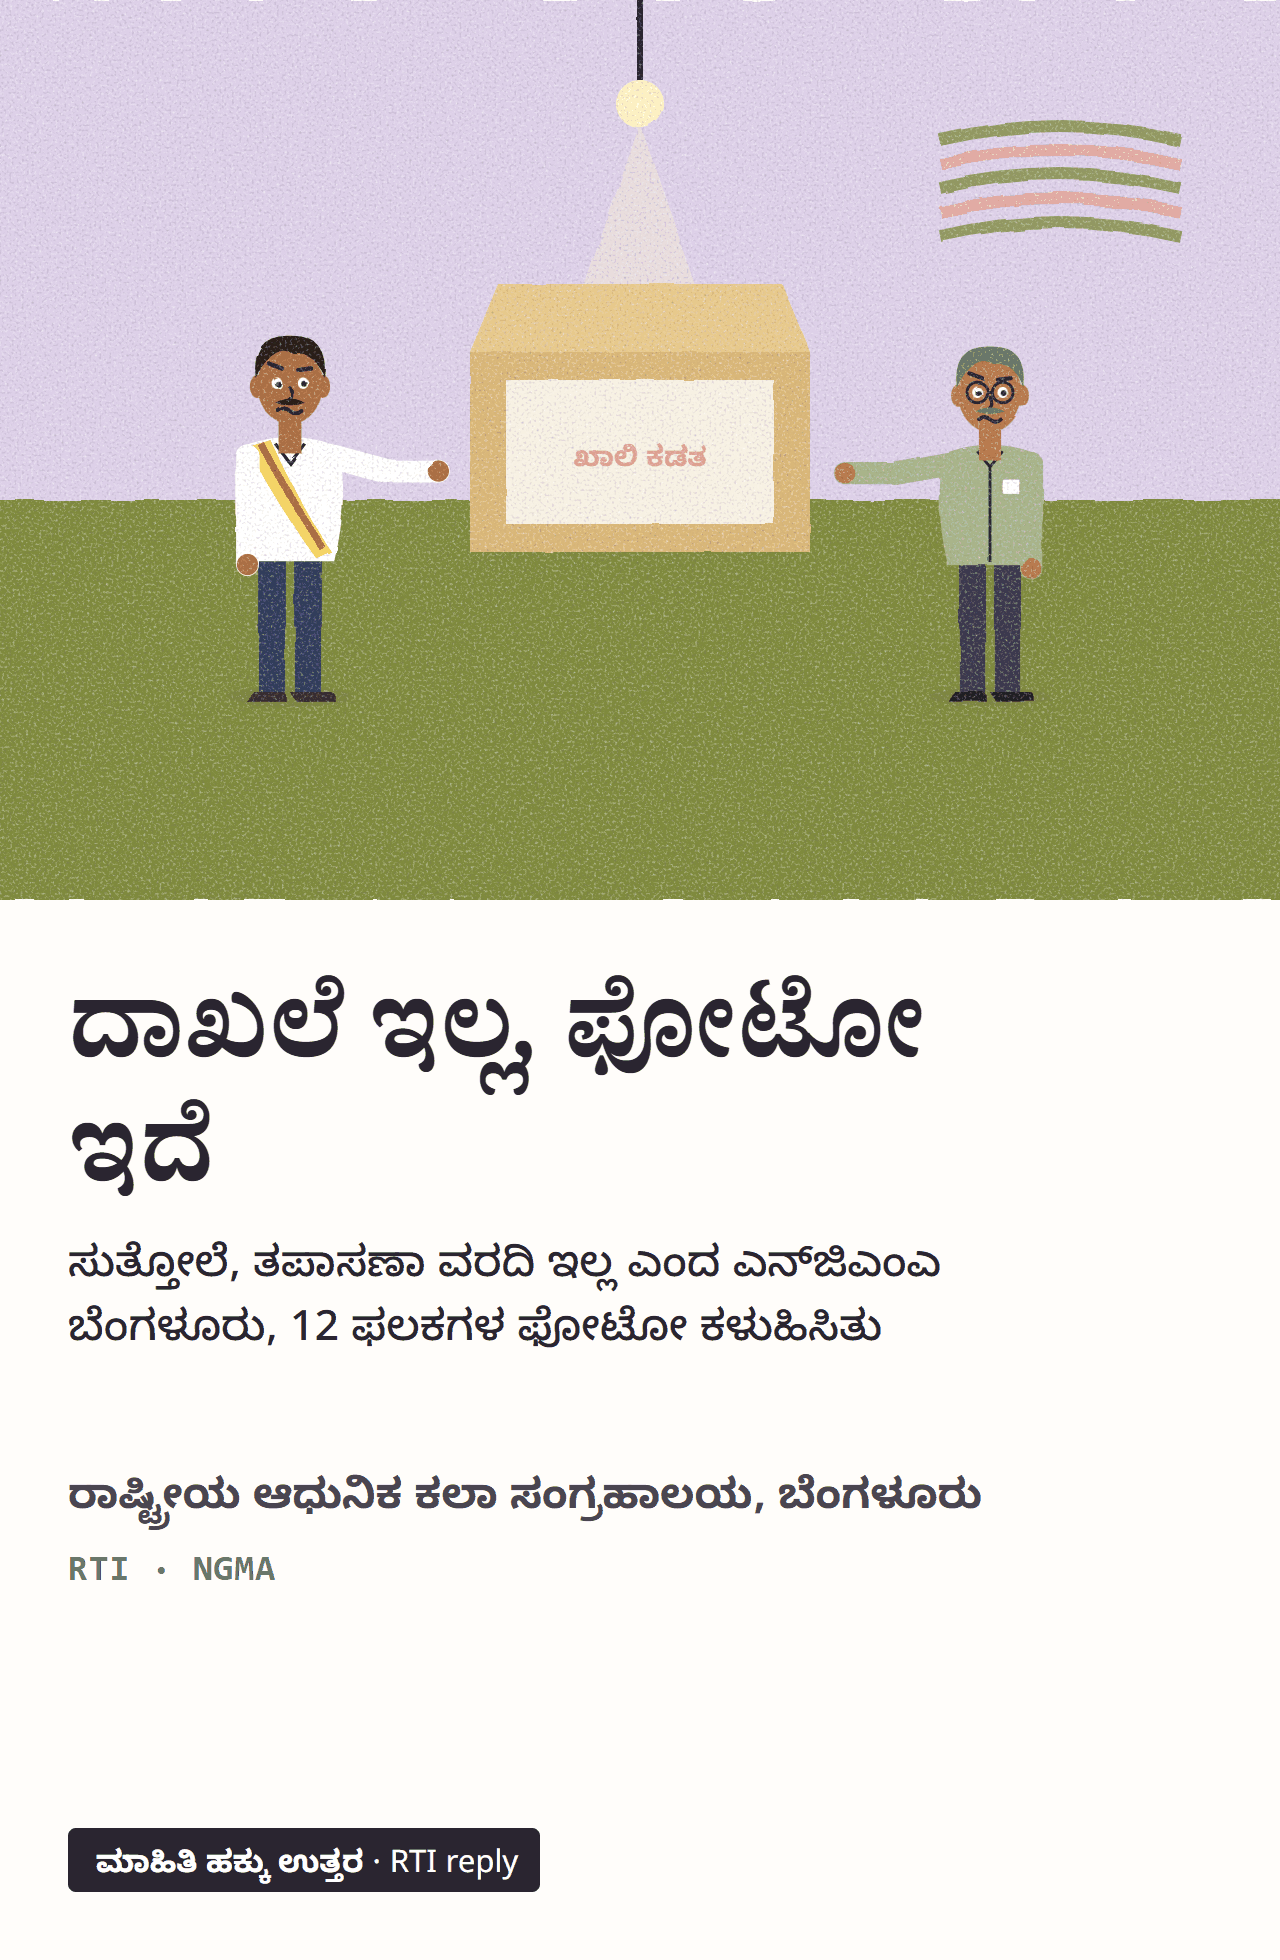 ಖಾಲಿ ಕಡತ
ದಾಖಲೆ ಇಲ್ಲ, ಫೋಟೋ
ಇದೆ
ಸುತ್ತೋಲೆ, ತಪಾಸಣಾ ವರದಿ ಇಲ್ಲ ಎಂದ ಎನ್‌ಜಿಎಂಎ
ಬೆಂಗಳೂರು, 12 ಫಲಕಗಳ ಫೋಟೋ ಕಳುಹಿಸಿತು
ರಾಷ್ಟ್ರೀಯ ಆಧುನಿಕ ಕಲಾ ಸಂಗ್ರಹಾಲಯ, ಬೆಂಗಳೂರು
RTI · NGMA
ಮಾಹಿತಿ ಹಕ್ಕು ಉತ್ತರ · RTI reply